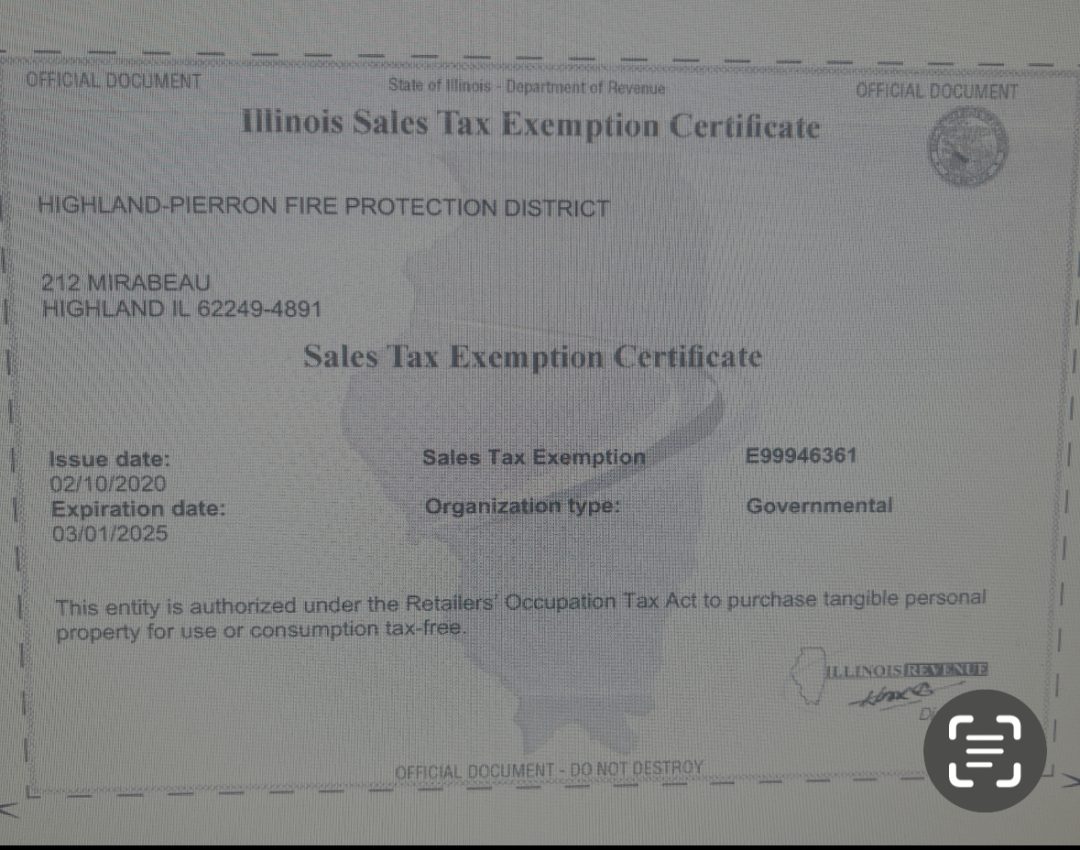 OFFICIAL DOCUMENT
State of Illinois - Department of Revenue
OFFICIAL DOCUMENT
Illinois Sales Tax Exemption Certificate
HIGHLAND-PIERRON FIRE PROTECTION DISTRICT
212 MIRABEAU
HIGHLAND IL 62249-4891
Sales Tax Exemption Certificate
Issue date:
02/10/2020
Expiration date:
03/01/2025
Sales Tax Exemption E99946361
Organization type: Governmental
This entity is authorized under the Retailers' Occupation Tax Act to purchase tangible personal
property for use or consumption tax-free.
ILLINOIS REVENUE
OFFICIAL DOCUMENT - DO NOT DESTROY